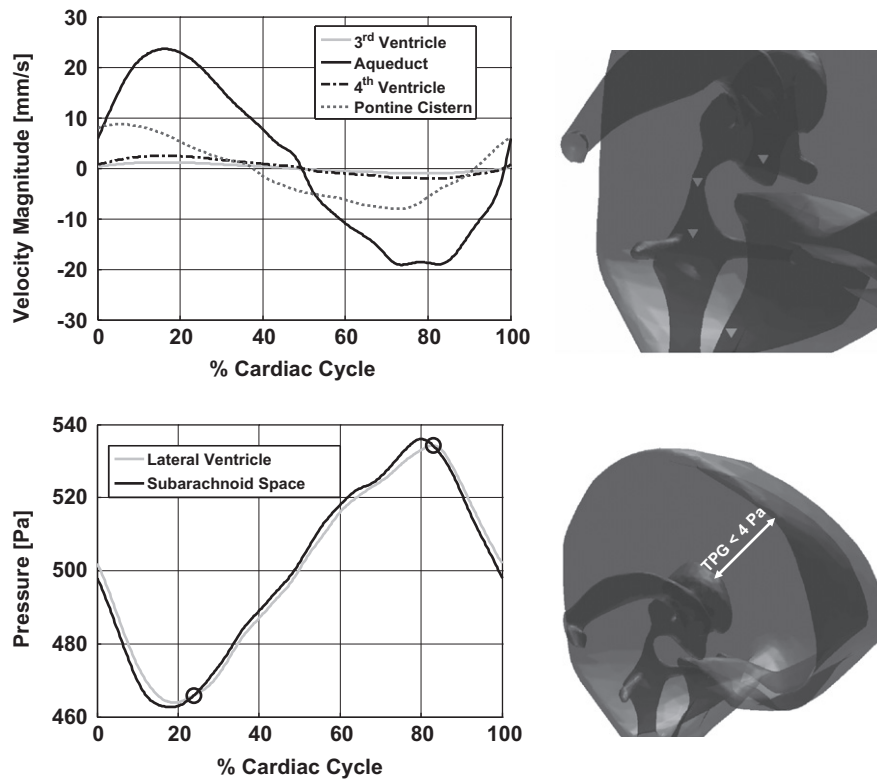 30
20
10
0
-10
-20
-30
Velocity Magnitude [mm/s]
3rd Ventricle
Aqueduct
4th Ventricle
Pontine Cistern
0 20 40 60 80 100
% Cardiac Cycle
540
520
500
480
460
Pressure [Pa]
Lateral Ventricle
Subarachnoid Space
0 20 40 60 80 100
% Cardiac Cycle
TPG < 4 Pa